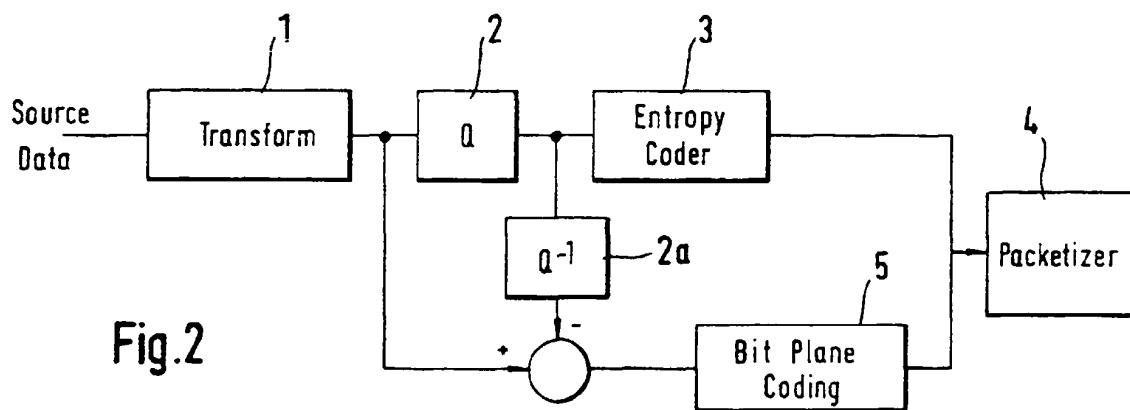 1
2
3
4
Source
Data
Transform
Q
Entropy
Coder
Q⁻¹
2a
Packetizer
5
Bit Plane
Coding
+
-
Fig.2